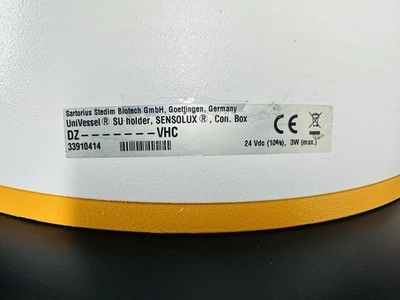 Sartorius Stedim Biotech GmbH, Goettingen, Germany
UniVessel® SU holder, SENSOLUX®, Con. Box
DZ-------VHC
33910414
CE
24 Vdc (10%), 3W (max.)